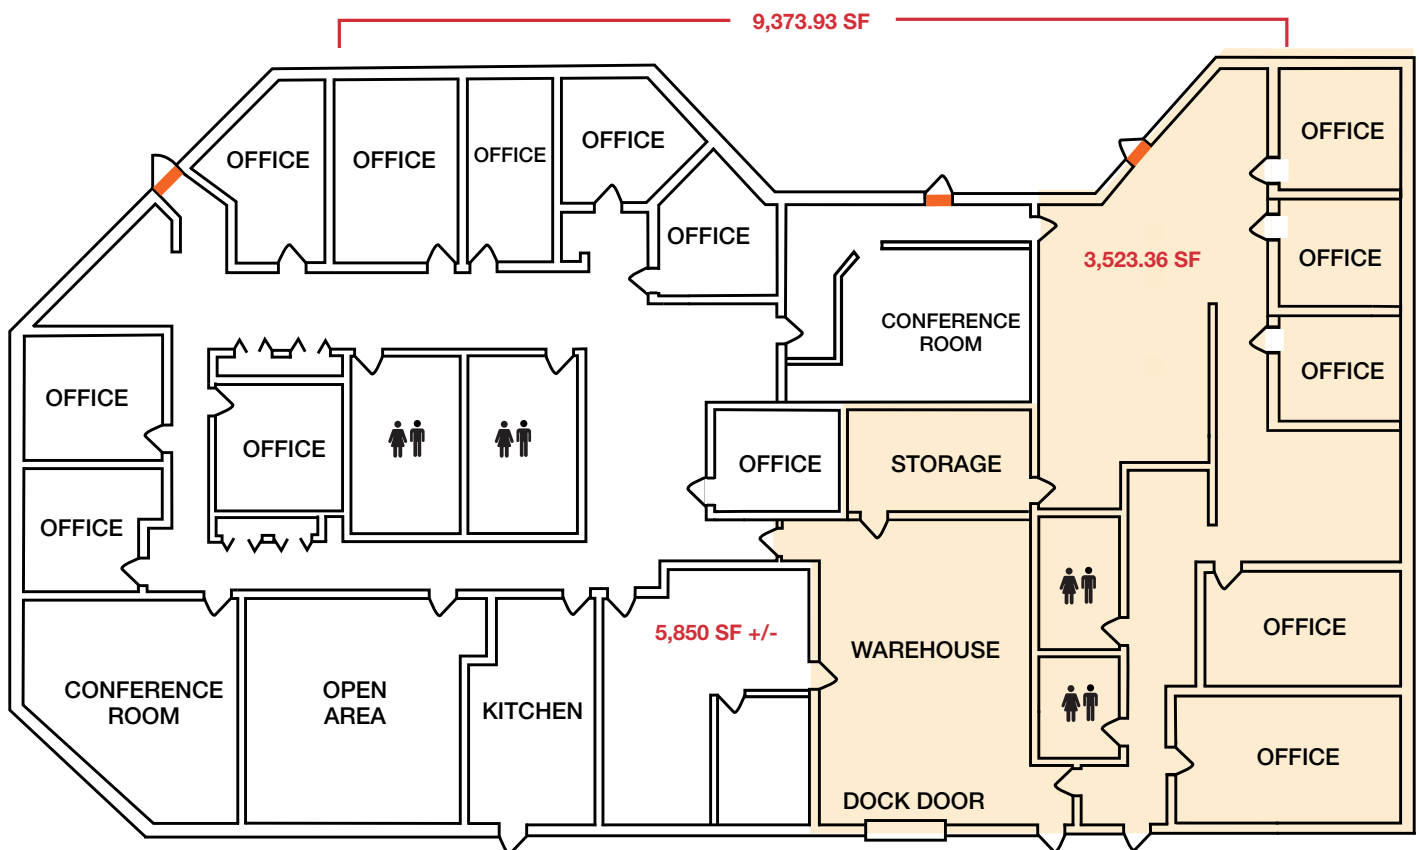 9,373.93 SF
OFFICE
OFFICE
OFFICE
OFFICE
OFFICE
OFFICE
OFFICE
3,523.36 SF
OFFICE
CONFERENCE
ROOM
OFFICE
OFFICE
OFFICE
OFFICE
STORAGE
OFFICE
5,850 SF +/-
WAREHOUSE
OFFICE
CONFERENCE
ROOM
OPEN
AREA
KITCHEN
OFFICE
DOCK DOOR